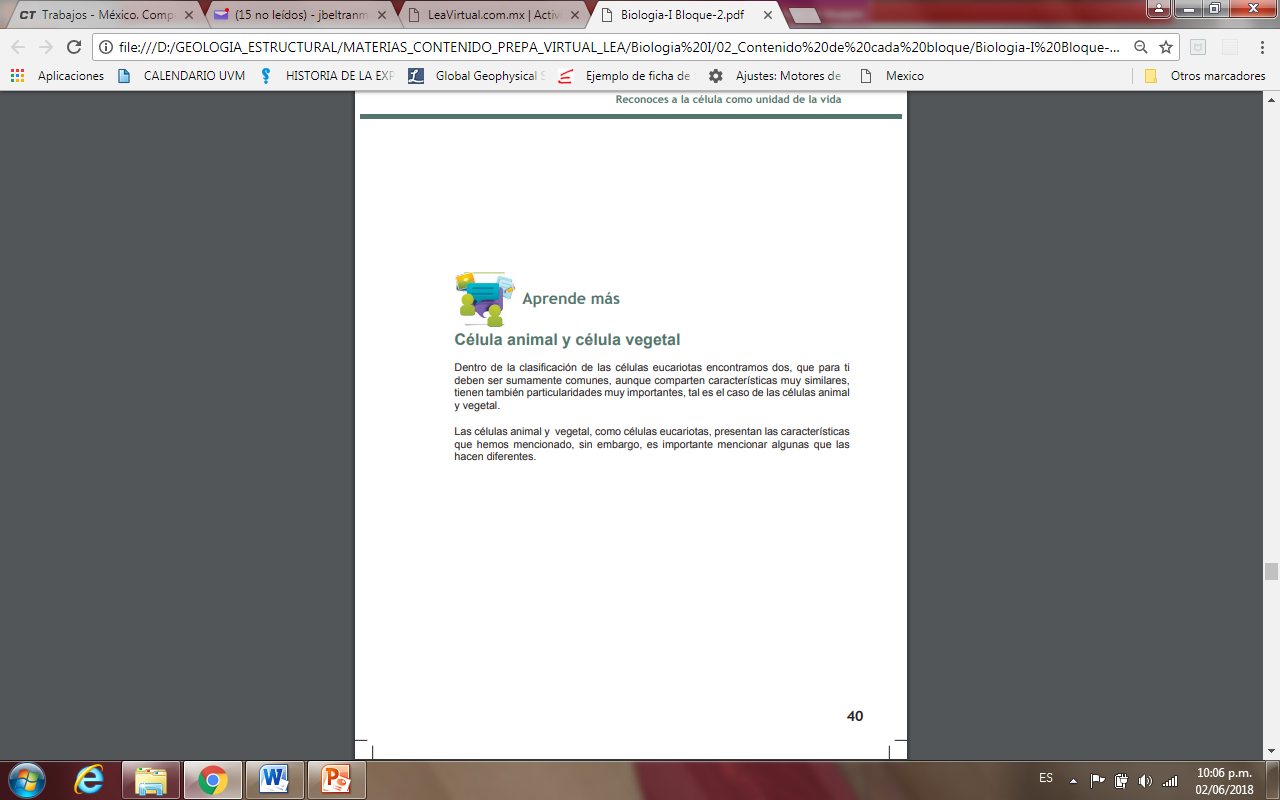 CT Trabajos - México. Comp
(15 no leídos) - jbeltranm
LeaVirtual.com.mx | Activi
Biologia-I Bloque-2.pdf
file:///D:/GEOLOGIA_ESTRUCTURAL/MATERIAS_CONTENIDO_PREPA_VIRTUAL_LEA/Biologia%20I/02_Contenido%20de%20cada%20bloque/Biologia-I%20Bloque-...
Aplicaciones CALENDARIO UVM HISTORIA DE LA EXP Global Geophysical S Ejemplo de ficha de Ajustes: Motores de Mexico Otros marcadores
Reconoces a la célula como unidad de la vida
Aprende más
Célula animal y célula vegetal
Dentro de la clasificación de las células eucariotas encontramos dos, que para ti
deben ser sumamente comunes, aunque comparten características muy similares,
tienen también particularidades muy importantes, tal es el caso de las células animal
y vegetal.
Las células animal y vegetal, como células eucariotas, presentan las características
que hemos mencionado, sin embargo, es importante mencionar algunas que las
hacen diferentes.
40
ES
10:06 p.m.
02/06/2018